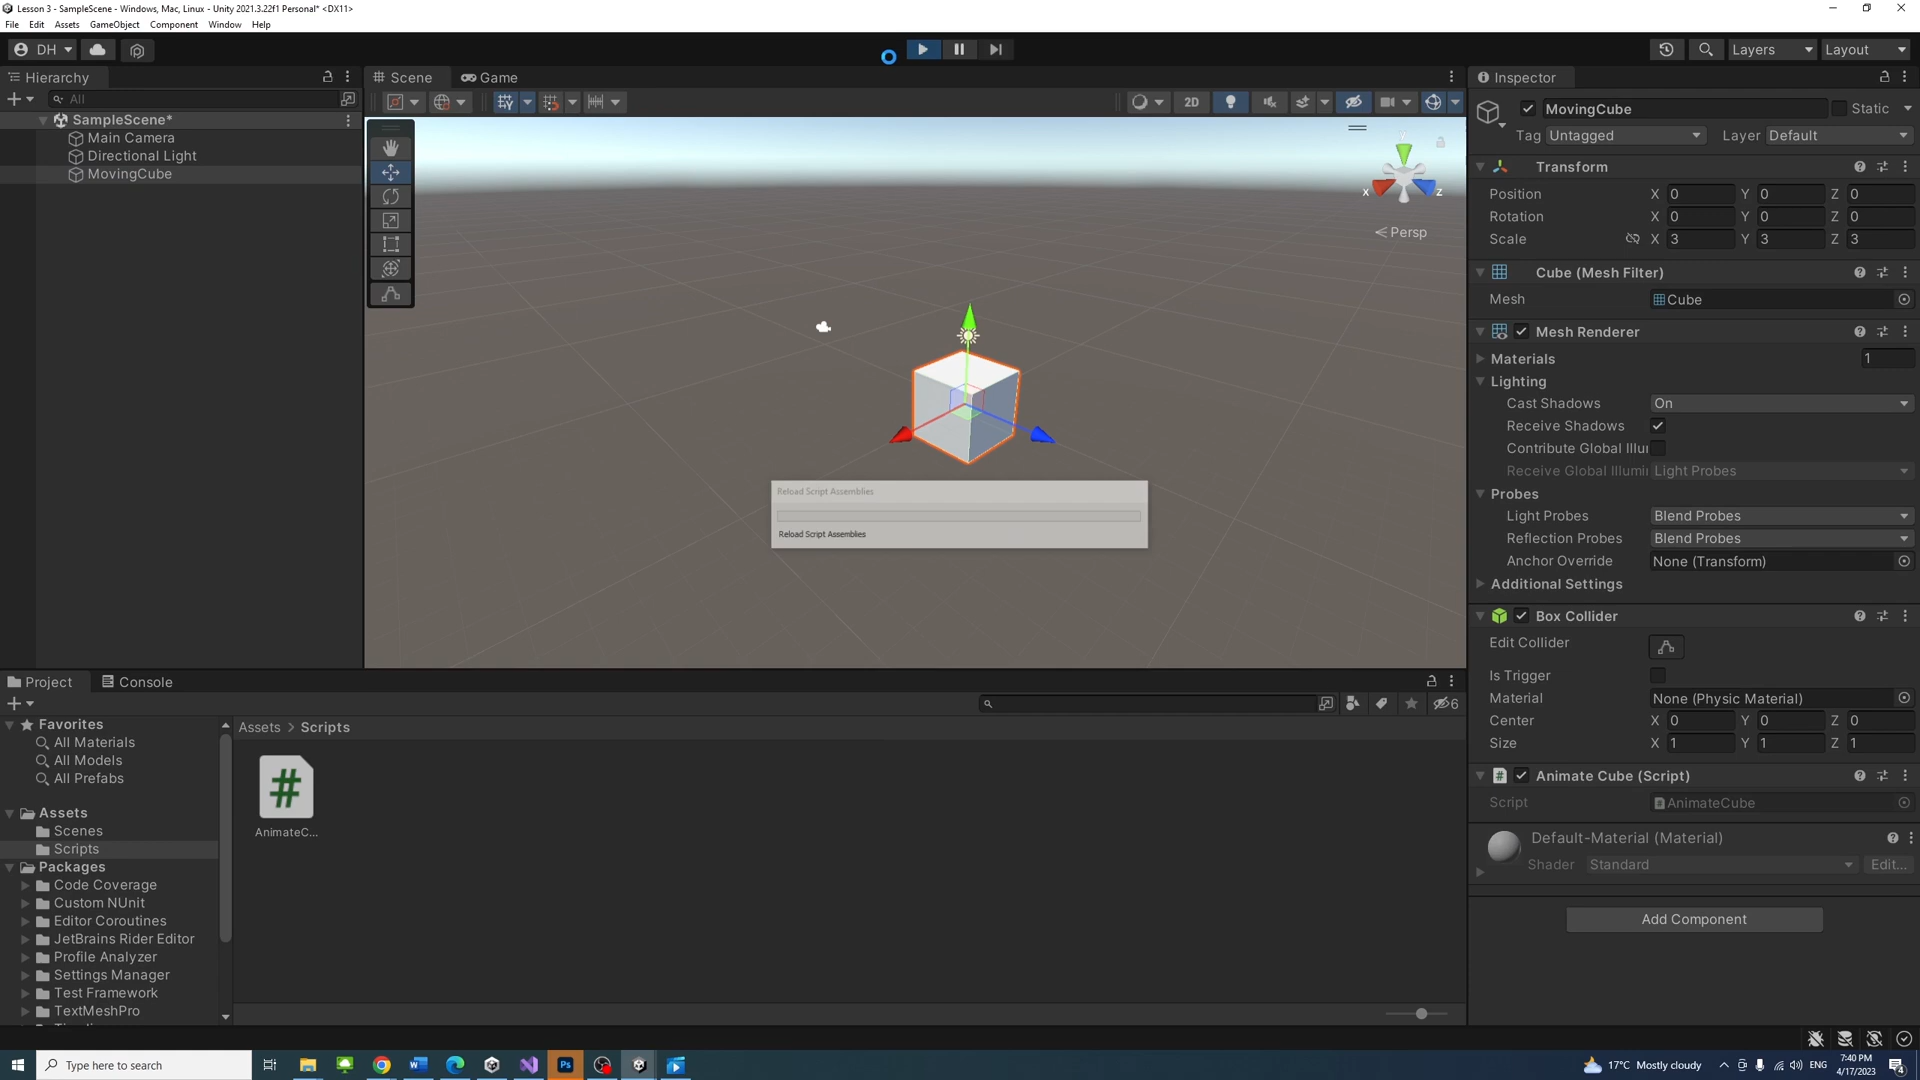 Lesson 3 - SampleScene - Windows, Mac, Linux - Unity 2021.3.22f1 Personal* <DX11>
File Edit Assets GameObject Component Window Help
DH
Layers Layout
Hierarchy
All
SampleScene*
Main Camera
Directional Light
MovingCube
Scene Game
2D
y
x z
Persp
Reload Script Assemblies
Reload Script Assemblies
Inspector
MovingCube Static
Tag Untagged Layer Default
Transform
Position X 0 Y 0 Z 0
Rotation X 0 Y 0 Z 0
Scale X 3 Y 3 Z 3
Cube (Mesh Filter)
Mesh Cube
Mesh Renderer
Materials 1
Lighting
Cast Shadows On
Receive Shadows
Contribute Global Illu
Receive Global Illumi Light Probes
Probes
Light Probes Blend Probes
Reflection Probes Blend Probes
Anchor Override None (Transform)
Additional Settings
Box Collider
Edit Collider
Is Trigger
Material None (Physic Material)
Center X 0 Y 0 Z 0
Size X 1 Y 1 Z 1
Animate Cube (Script)
Script AnimateCube
Default-Material (Material)
Shader Standard Edit...
Add Component
Project Console
6
Favorites
All Materials
All Models
All Prefabs
Assets
Scenes
Scripts
Packages
Code Coverage
Custom NUnit
Editor Coroutines
JetBrains Rider Editor
Profile Analyzer
Settings Manager
Test Framework
TextMeshPro
Assets > Scripts
#
AnimateC...
Type here to search
Ps
17°C Mostly cloudy
ENG
7:40 PM
4/17/2023
4